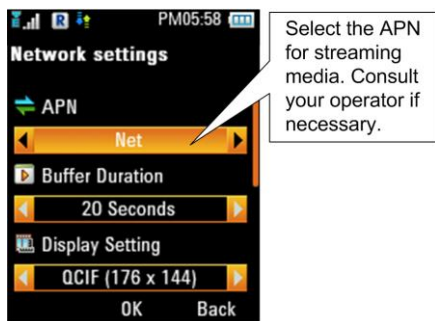 R PM05:58
Network settings
APN
Net
Buffer Duration
20 Seconds
Display Setting
QCIF (176 x 144)
OK Back
Select the APN
for streaming
media. Consult
your operator if
necessary.